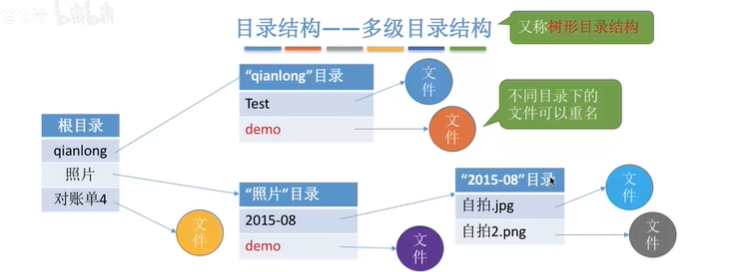 bilibili
目录结构——多级目录结构
又称树形目录结构
“qianlong”目录
Test
demo
文件
文件
不同目录下的
文件可以重名
根目录
qianlong
照片
对账单4
文件
“照片”目录
2015-08
demo
文件
“2015-08”目录
自拍.jpg
自拍2.png
文件
文件